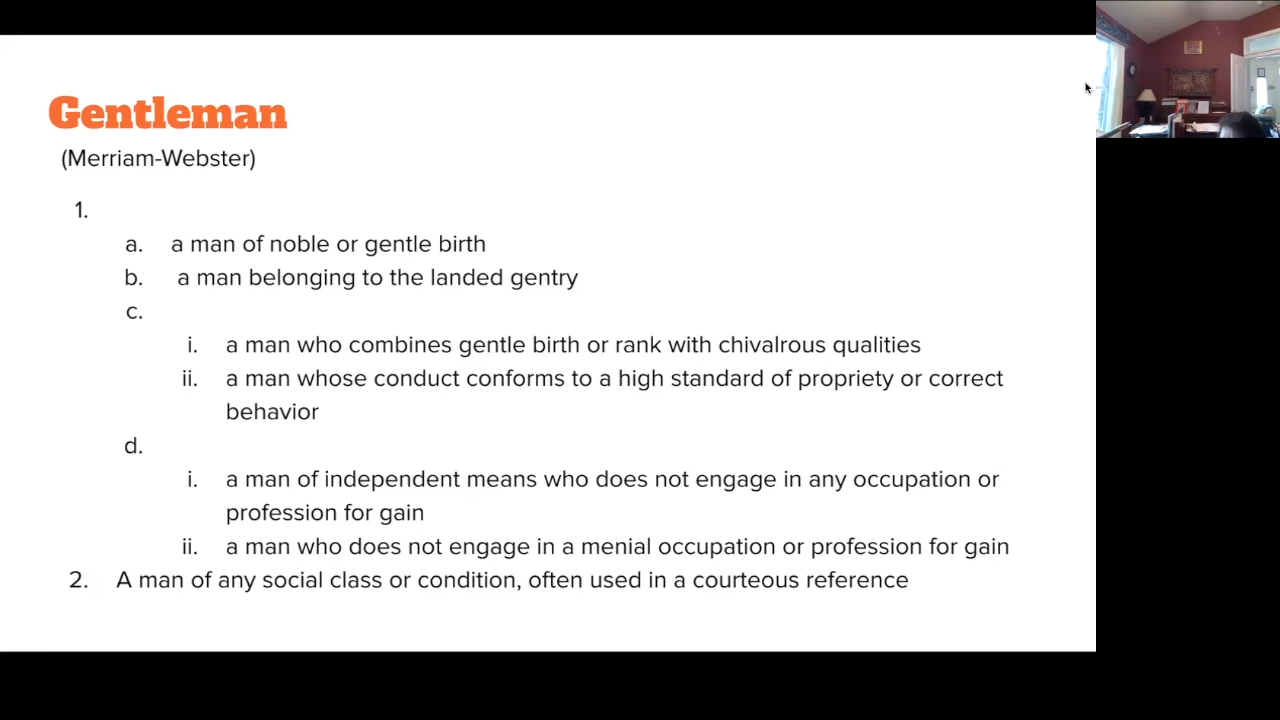 Gentleman
(Merriam-Webster)
1.
a. a man of noble or gentle birth
b. a man belonging to the landed gentry
c.
i. a man who combines gentle birth or rank with chivalrous qualities
ii. a man whose conduct conforms to a high standard of propriety or correct
behavior
d.
i. a man of independent means who does not engage in any occupation or
profession for gain
ii. a man who does not engage in a menial occupation or profession for gain
2. A man of any social class or condition, often used in a courteous reference